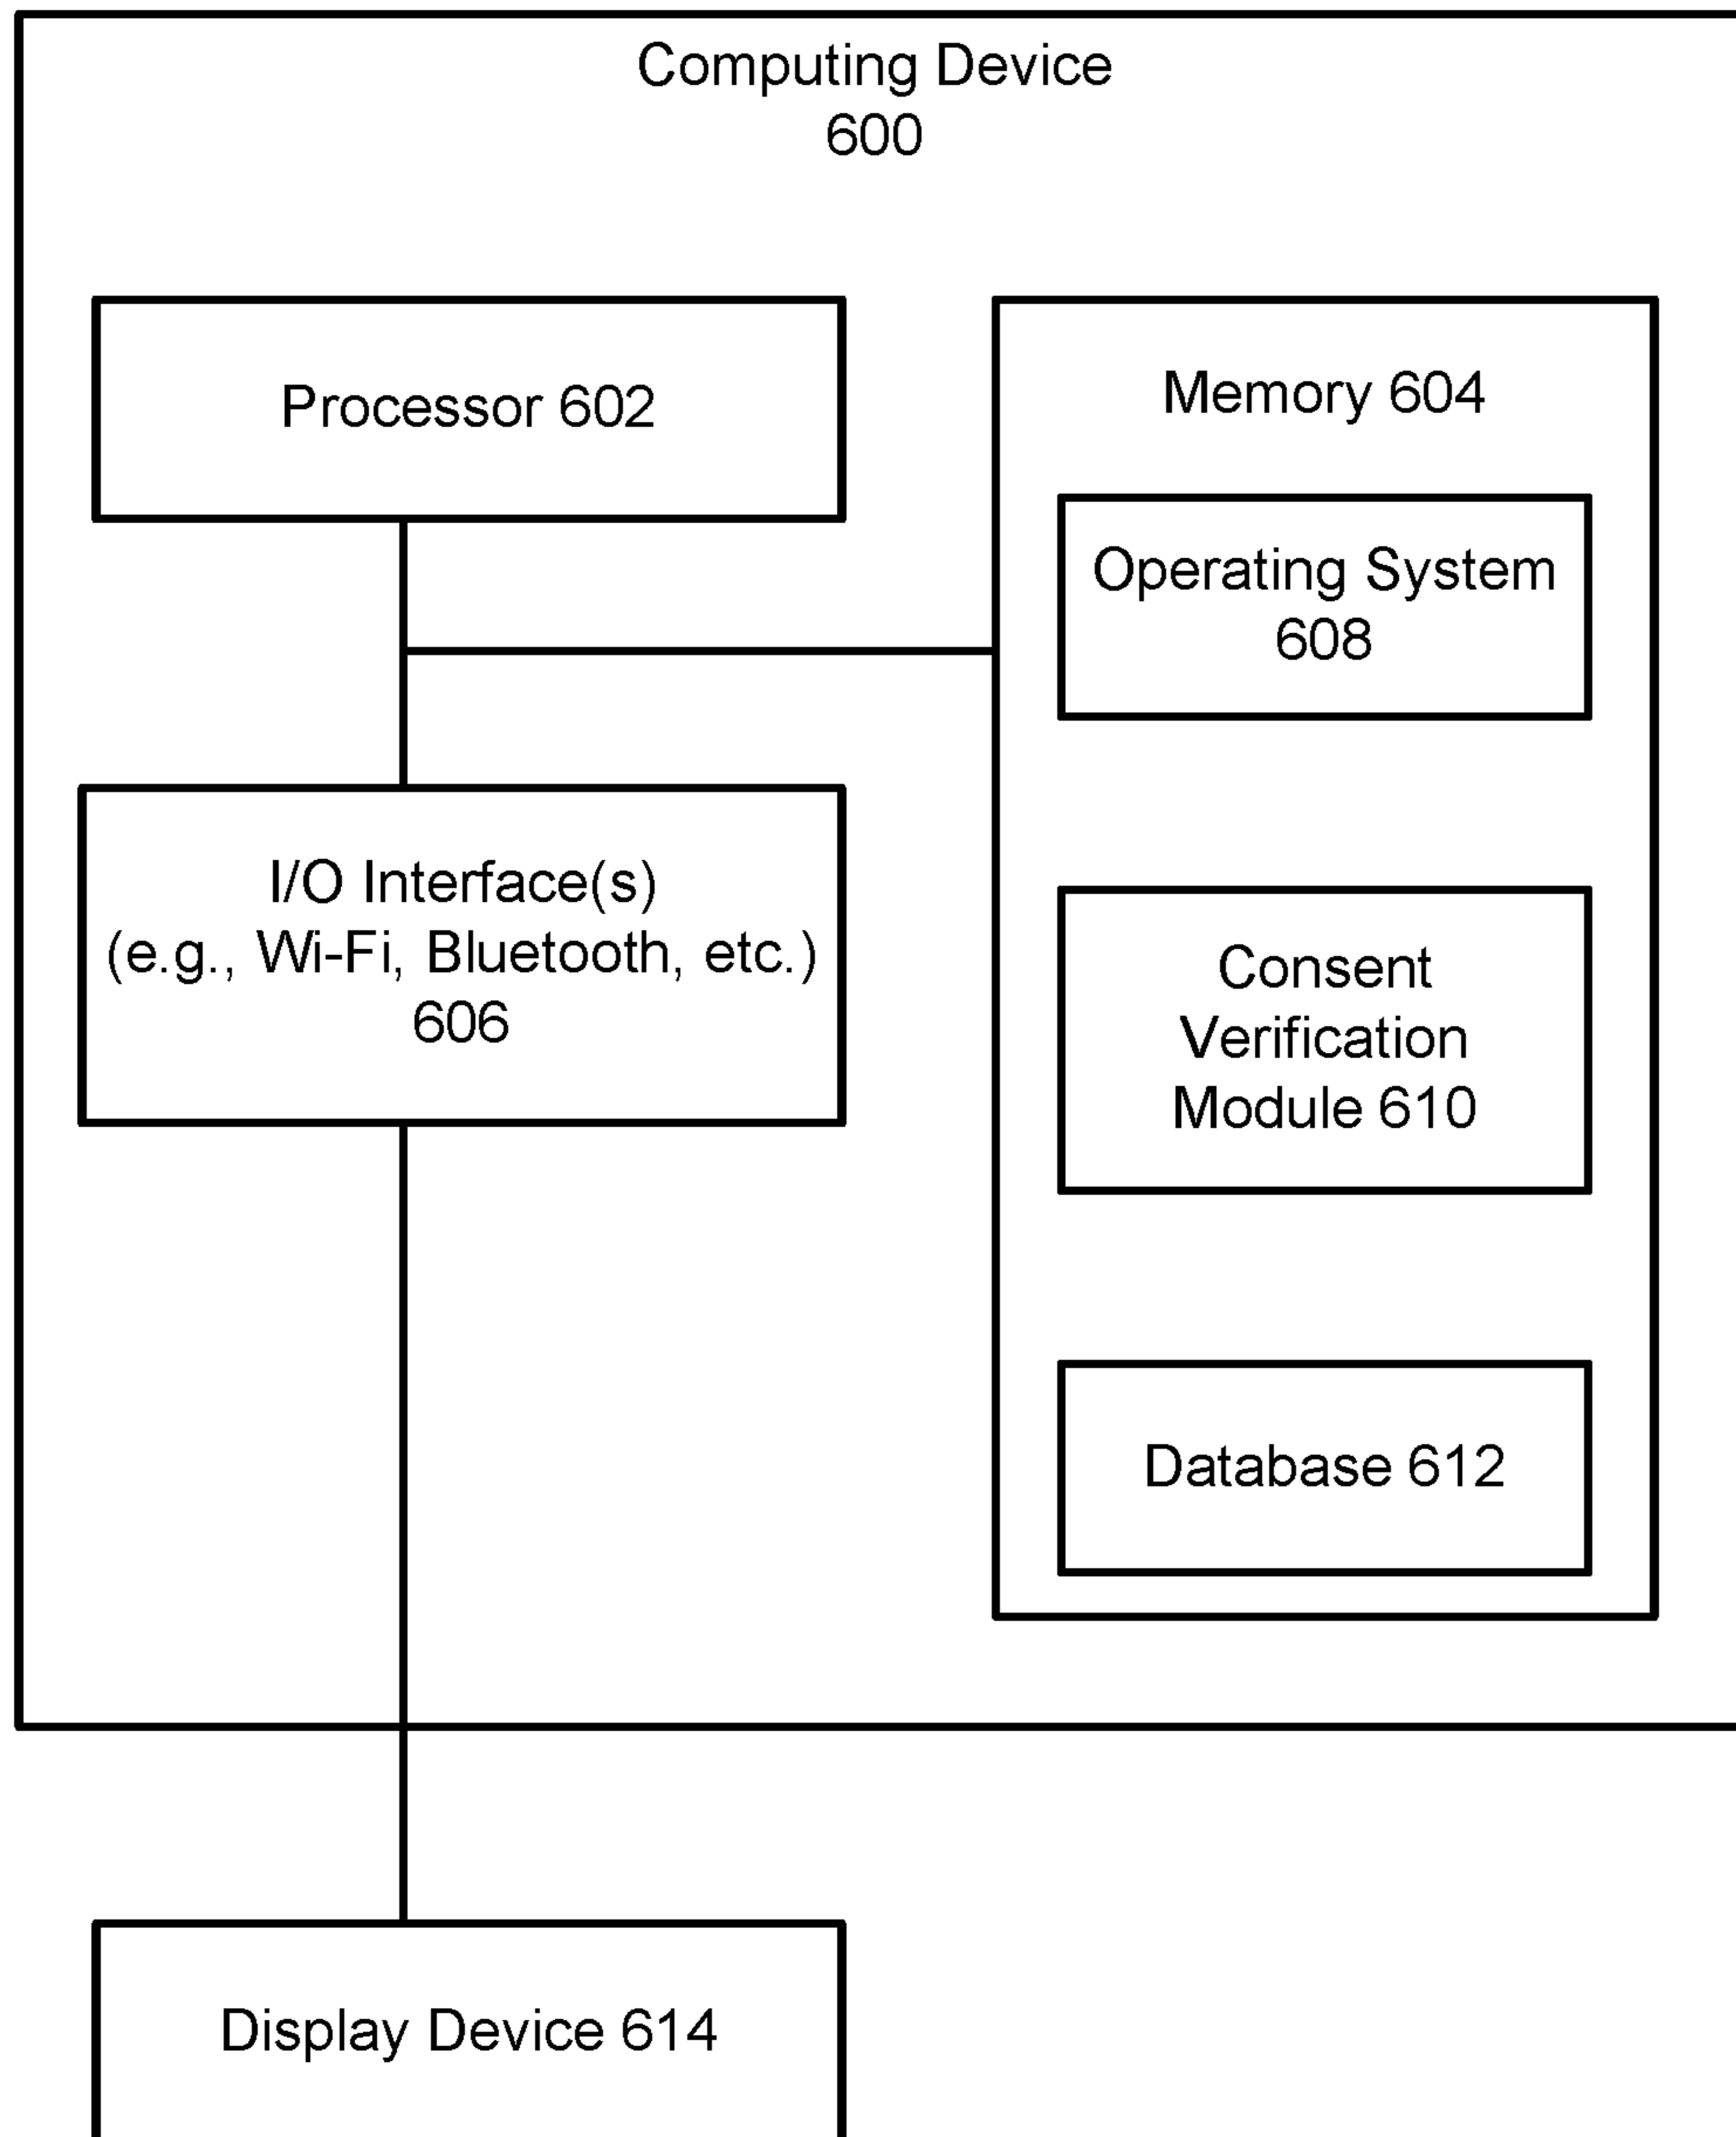 Computing Device
600
Processor 602
Memory 604
Operating System
608
I/O Interface(s)
(e.g., Wi-Fi, Bluetooth, etc.)
606
Consent
Verification
Module 610
Database 612
Display Device 614